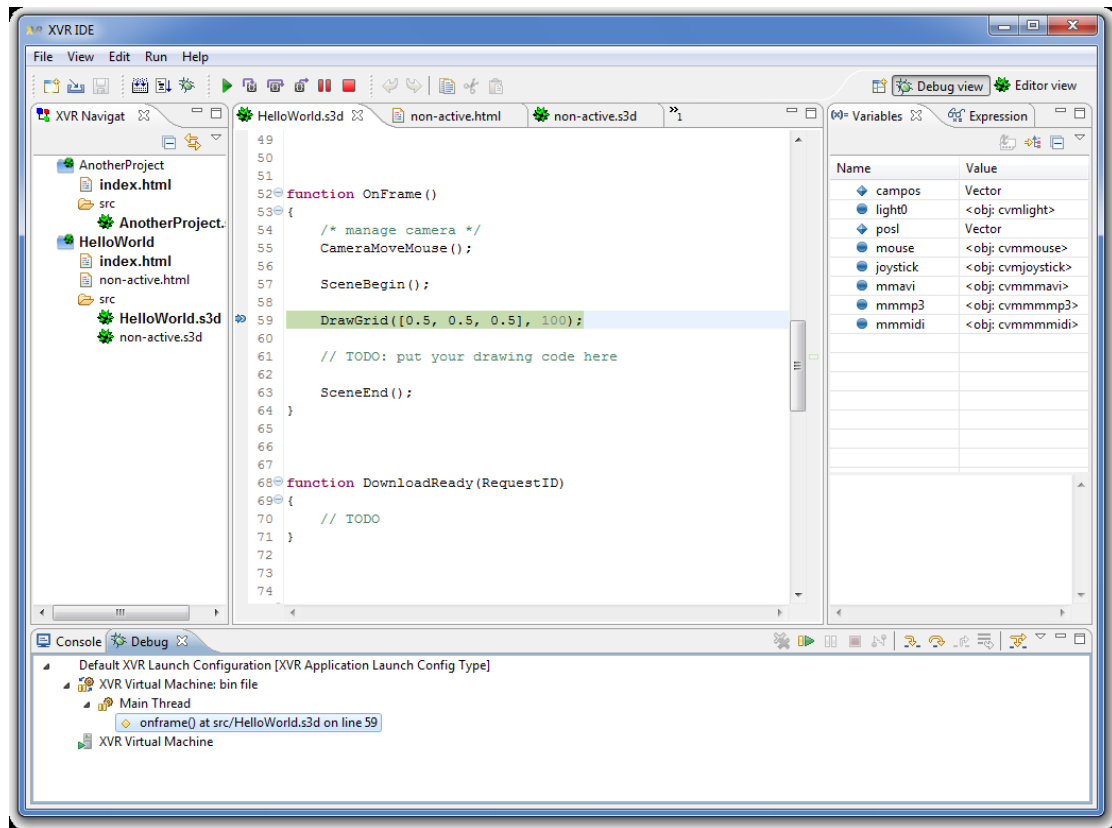 XVR IDE
File View Edit Run Help
Debug view Editor view
XVR Navigat
AnotherProject
index.html
src
AnotherProject.
HelloWorld
index.html
non-active.html
src
HelloWorld.s3d
non-active.s3d
HelloWorld.s3d non-active.html non-active.s3d »1
49
50
51
52 function OnFrame()
53 {
54 /* manage camera */
55 CameraMoveMouse();
56
57 SceneBegin();
58
59 DrawGrid([0.5, 0.5, 0.5], 100);
60
61 // TODO: put your drawing code here
62
63 SceneEnd();
64 }
65
66
67
68 function DownloadReady(RequestID)
69 {
70 // TODO
71 }
72
73
74
(x)= Variables Expression
Name Value
campos Vector
light0 <obj: cvmlight>
posl Vector
mouse <obj: cvmmouse>
joystick <obj: cvmjoystick>
mmavi <obj: cvmmmavi>
mmmp3 <obj: cvmmmmp3>
mmmidi <obj: cvmmmmidi>
Console Debug
Default XVR Launch Configuration [XVR Application Launch Config Type]
XVR Virtual Machine: bin file
Main Thread
onframe() at src/HelloWorld.s3d on line 59
XVR Virtual Machine